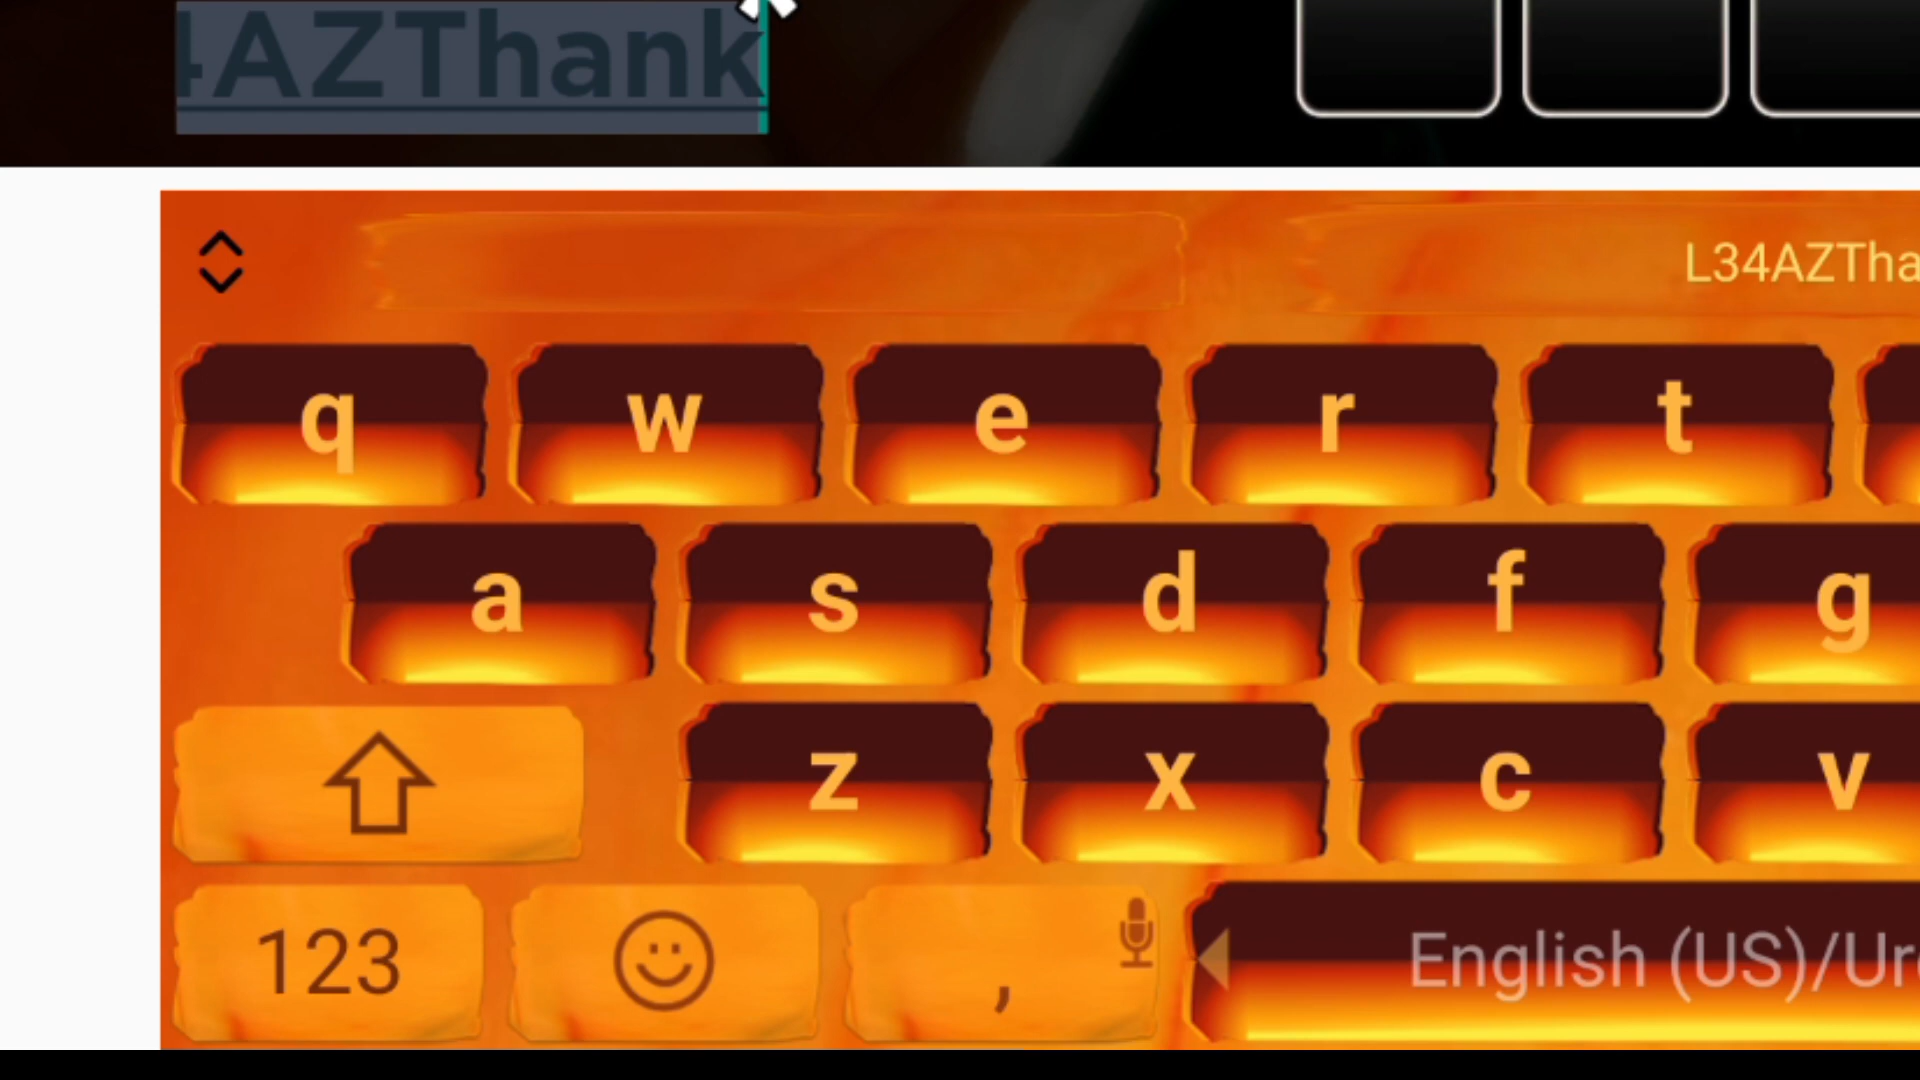 4AZThank
L34AZTha
q w e r t
a s d f g
z x c v
123 ,
English (US)/Ur